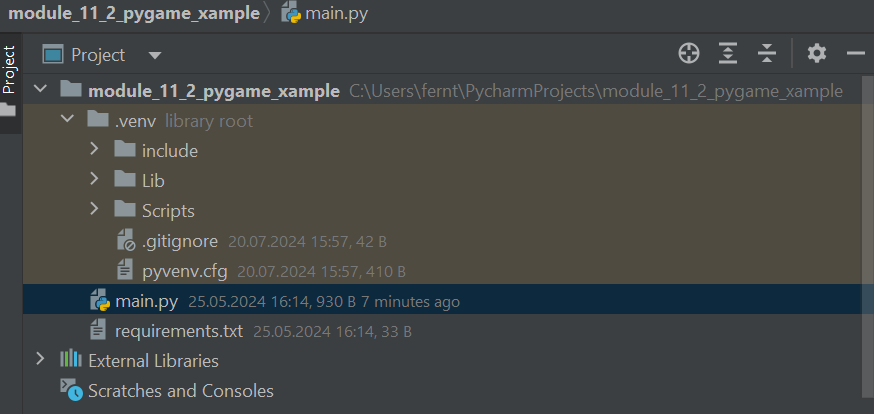 module_11_2_pygame_xample main.py
Project
Project
module_11_2_pygame_xample C:\Users\fernt\PycharmProjects\module_11_2_pygame_xample
.venv library root
include
Lib
Scripts
.gitignore 20.07.2024 15:57, 42 B
pyvenv.cfg 20.07.2024 15:57, 410 B
main.py 25.05.2024 16:14, 930 B 7 minutes ago
requirements.txt 25.05.2024 16:14, 33 B
External Libraries
Scratches and Consoles